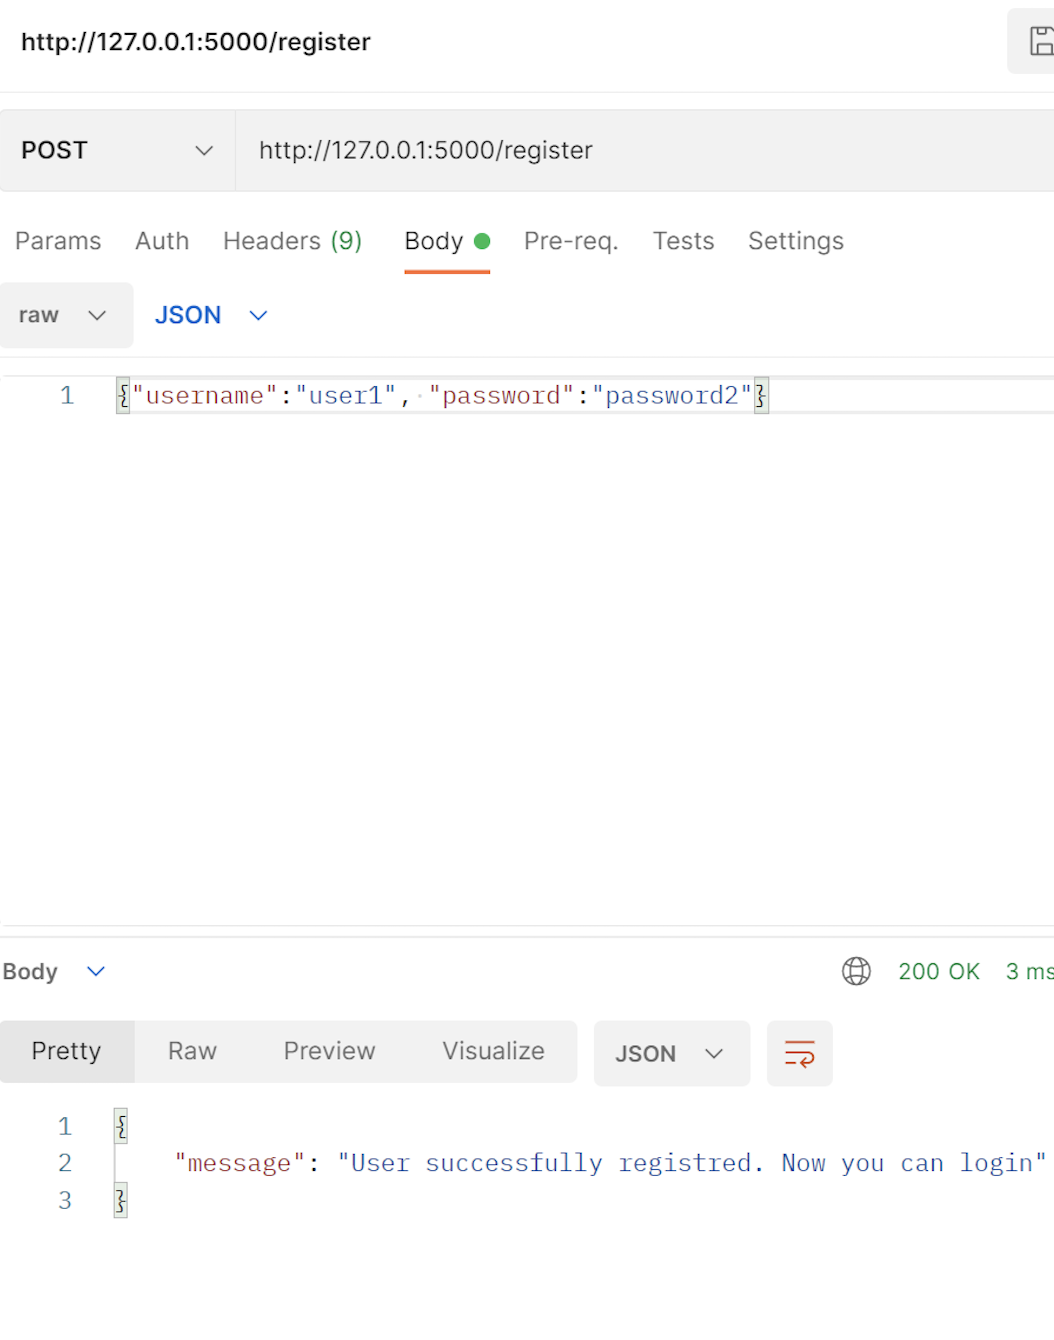 http://127.0.0.1:5000/register
POST http://127.0.0.1:5000/register
Params Auth Headers (9) Body Pre-req. Tests Settings
raw JSON
1 {"username":"user1", "password":"password2"}
Body 200 OK 3 ms
Pretty Raw Preview Visualize JSON
1 {
2 "message": "User successfully registred. Now you can login"
3 }